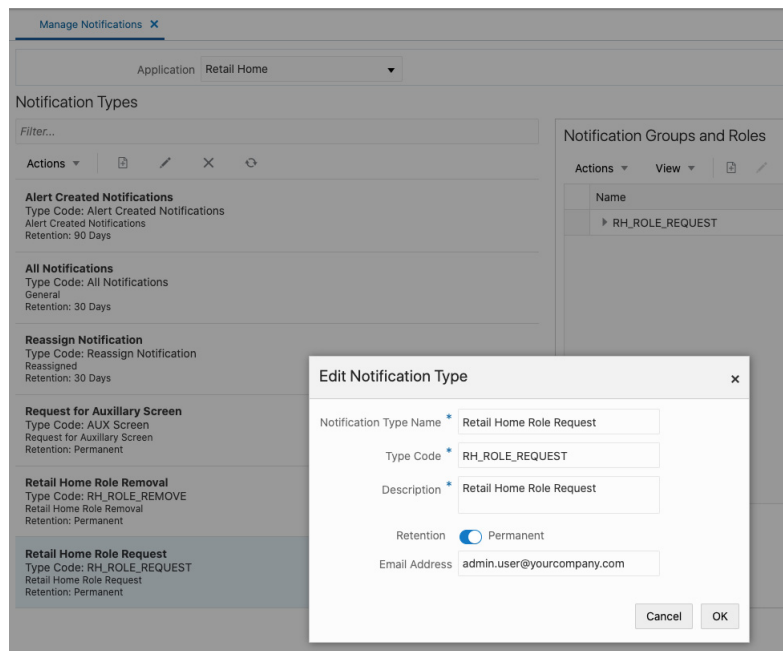 Manage Notifications
Application Retail Home
Notification Types
Filter...
Actions
Alert Created Notifications
Type Code: Alert Created Notifications
Alert Created Notifications
Retention: 90 Days
All Notifications
Type Code: All Notifications
General
Retention: 30 Days
Reassign Notification
Type Code: Reassign Notification
Reassigned
Retention: 30 Days
Request for Auxillary Screen
Type Code: AUX Screen
Request for Auxillary Screen
Retention: Permanent
Retail Home Role Removal
Type Code: RH_ROLE_REMOVE
Retail Home Role Removal
Retention: Permanent
Retail Home Role Request
Type Code: RH_ROLE_REQUEST
Retail Home Role Request
Retention: Permanent
Notification Groups and Roles
Actions View
Name
RH_ROLE_REQUEST
Edit Notification Type
Notification Type Name * Retail Home Role Request
Type Code * RH_ROLE_REQUEST
Description * Retail Home Role Request
Retention Permanent
Email Address admin.user@yourcompany.com
Cancel OK